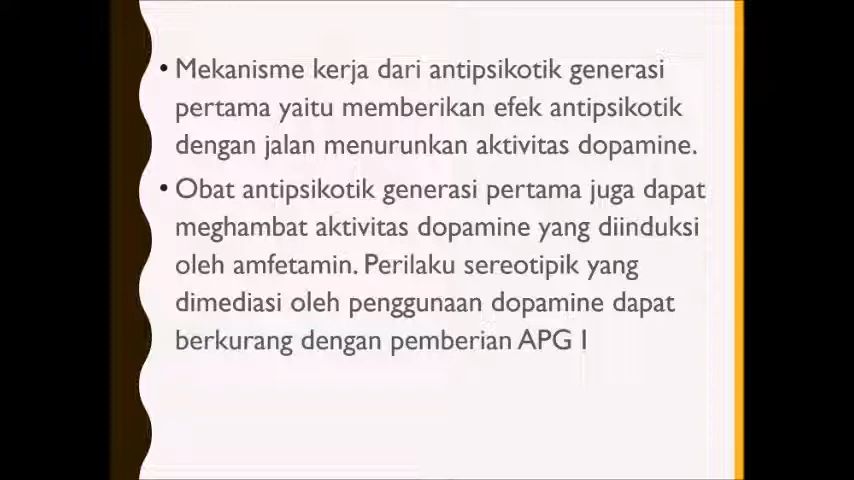 • Mekanisme kerja dari antipsikotik generasi
pertama yaitu memberikan efek antipsikotik
dengan jalan menurunkan aktivitas dopamine.
• Obat antipsikotik generasi pertama juga dapat
meghambat aktivitas dopamine yang diinduksi
oleh amfetamin. Perilaku sereotipik yang
dimediasi oleh penggunaan dopamine dapat
berkurang dengan pemberian APG I